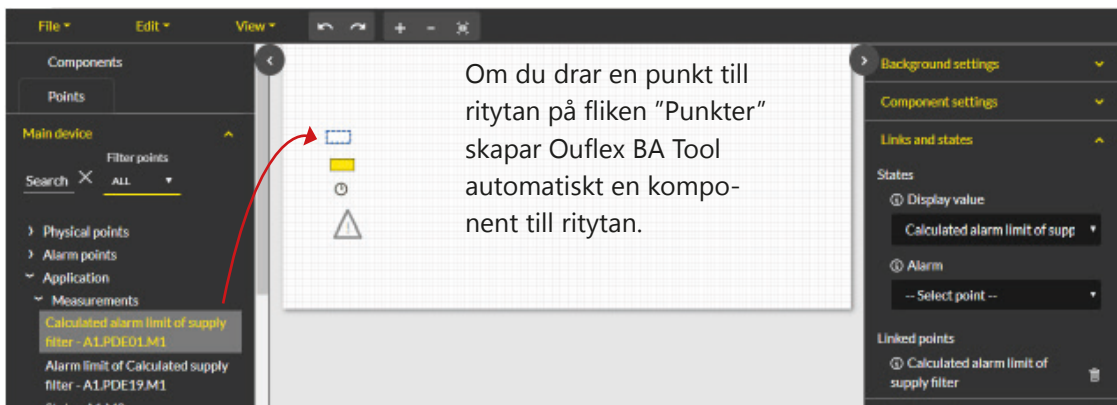 File
Edit
View
Components
Points
Main device
Filter points
Search
ALL
Physical points
Alarm points
Application
Measurements
Calculated alarm limit of supply
filter - A1.PDE01.M1
Alarm limit of Calculated supply
filter - A1.PDE19.M1
Om du drar en punkt till
ritytan på fliken ”Punkter”
skapar Ouflex BA Tool
automatiskt en kompo-
nent till ritytan.
Background settings
Component settings
Links and states
States
Display value
Calculated alarm limit of supp
Alarm
-- Select point --
Linked points
Calculated alarm limit of
supply filter